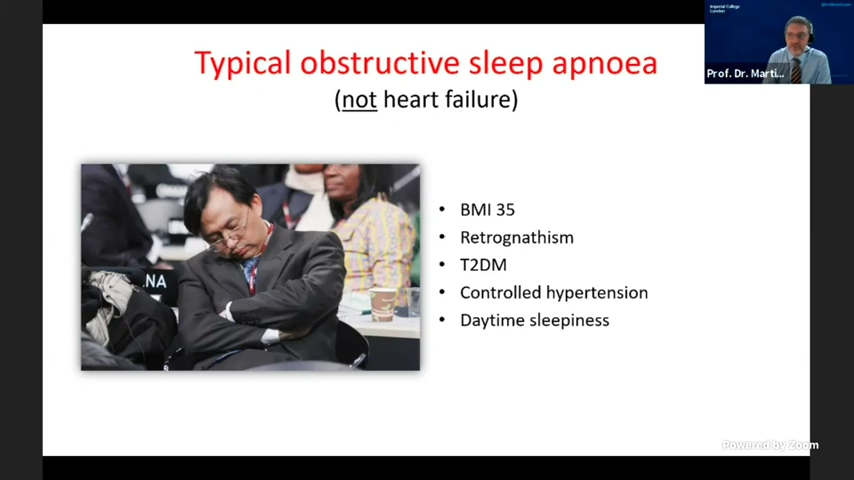 Typical obstructive sleep apnoea
(not heart failure)
• BMI 35
• Retrognathism
• T2DM
• Controlled hypertension
• Daytime sleepiness
Imperial College
London
Prof. Dr. Marti...
NA
Powered by Zoom